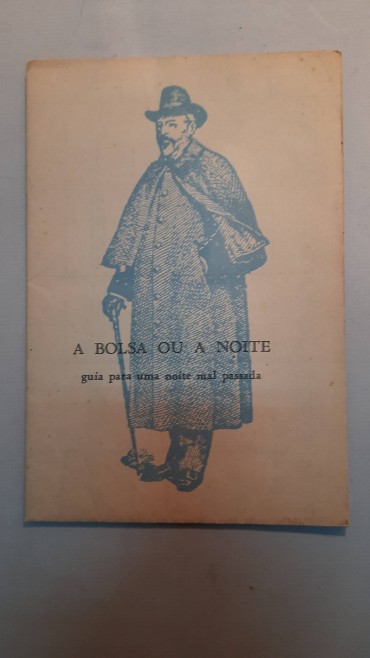 A BOLSA OU A NOITE
guia para uma noite mal passada